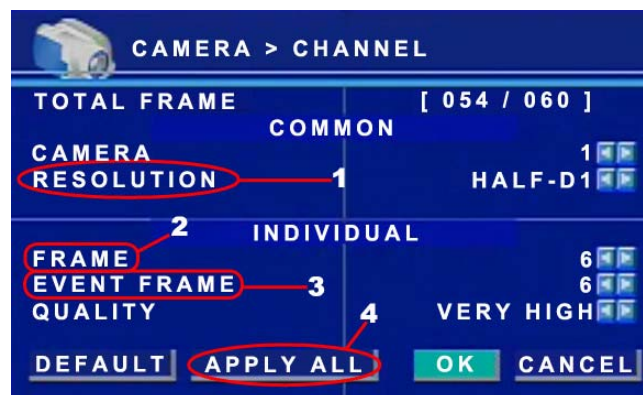 CAMERA > CHANNEL
TOTAL FRAME [ 054 / 060 ]
COMMON
CAMERA 1
RESOLUTION 1 HALF-D1
2 INDIVIDUAL
FRAME 6
EVENT FRAME 3 6
QUALITY 4 VERY HIGH
DEFAULT APPLY ALL OK CANCEL